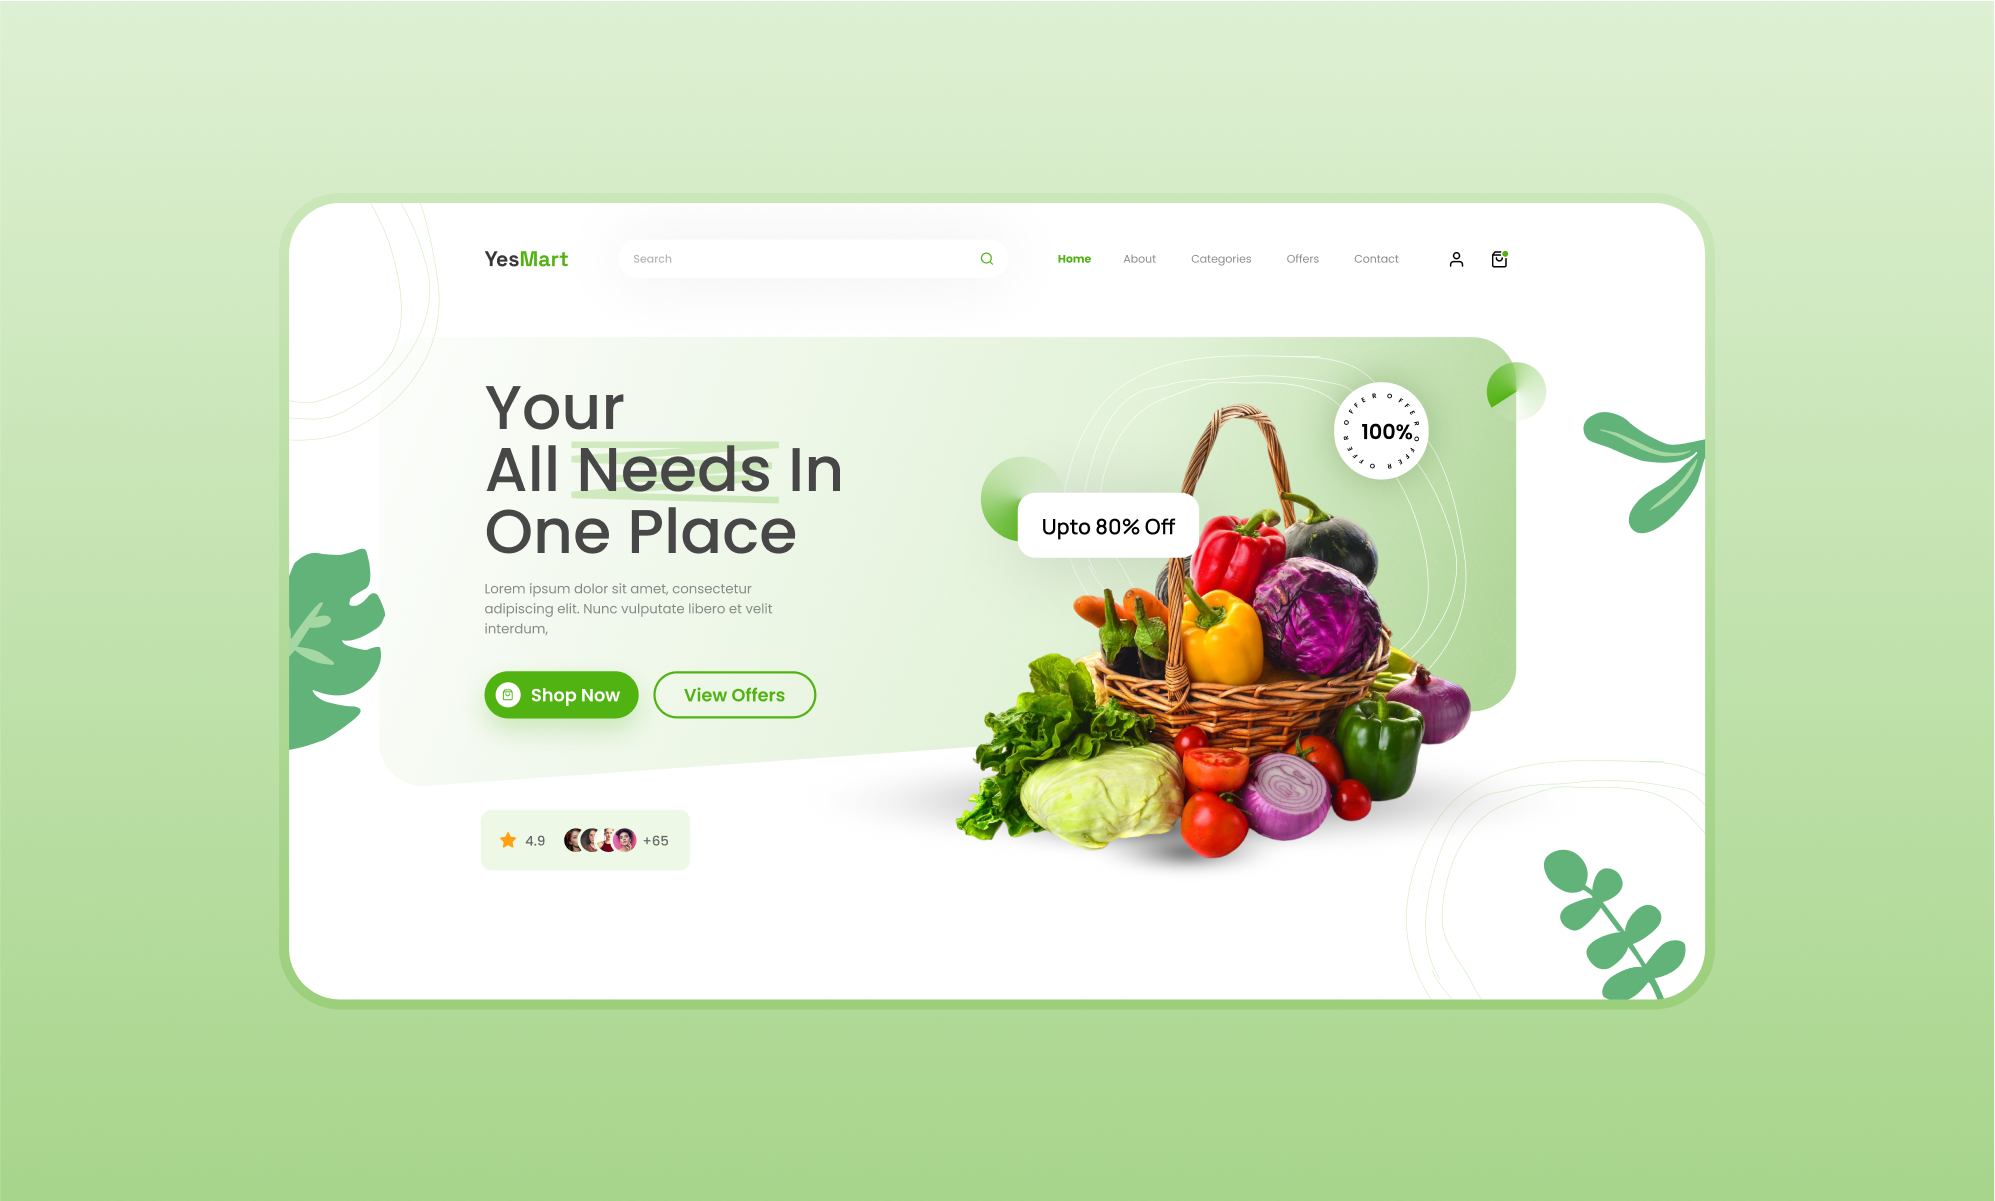 YesMart
Search
Home
About
Categories
Offers
Contact
Your
All Needs In
One Place
Lorem ipsum dolor sit amet, consectetur
adipiscing elit. Nunc vulputate libero et velit
interdum,
Shop Now
View Offers
4.9
+65
Upto 80% Off
OFFER OFFER OFFER OFFER
100%